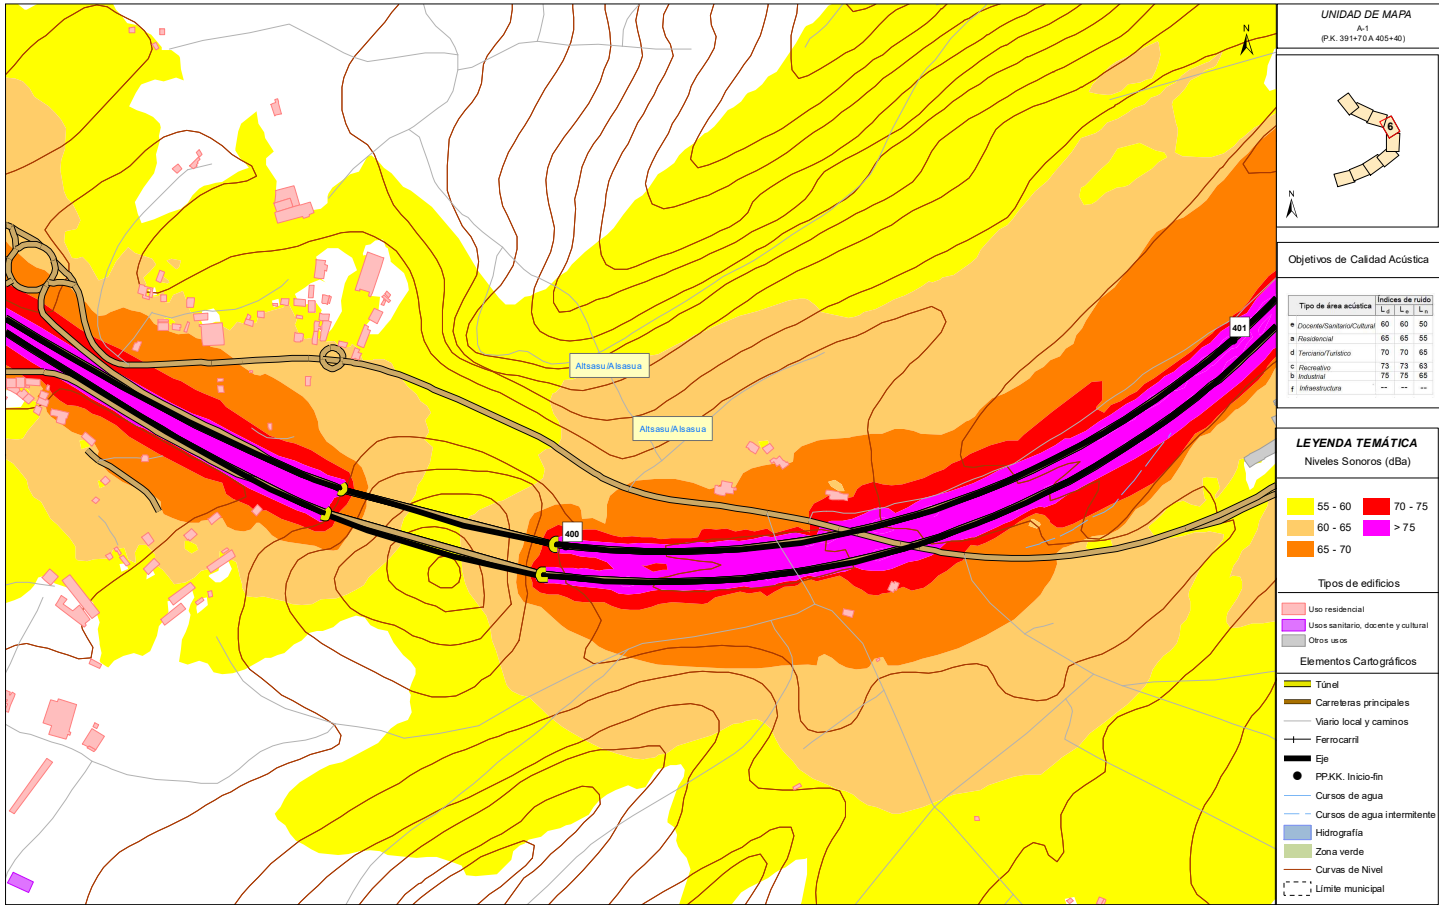 UNIDAD DE MAPA
A-1
(P.K. 391+70 A 405+40)
N
6
N
Objetivos de Calidad Acústica
Tipo de área acústica Índices de ruido
L d L e L n
e Docente/Sanitario/Cultural 60 60 50
a Residencial 65 65 55
d Terciario/Turístico 70 70 65
c Recreativo 73 73 63
b Industrial 75 75 65
f Infraestructura -- -- --
401
Altsasu/Alsasua
Altsasu/Alsasua
400
LEYENDA TEMÁTICA
Niveles Sonoros (dBa)
55 - 60 70 - 75
60 - 65 > 75
65 - 70
Tipos de edificios
Uso residencial
Usos sanitario, docente y cultural
Otros usos
Elementos Cartográficos
Túnel
Carreteras principales
Viario local y caminos
Ferrocarril
Eje
PP.KK. Inicio-fin
Cursos de agua
Cursos de agua intermitente
Hidrografía
Zona verde
Curvas de Nivel
Límite municipal